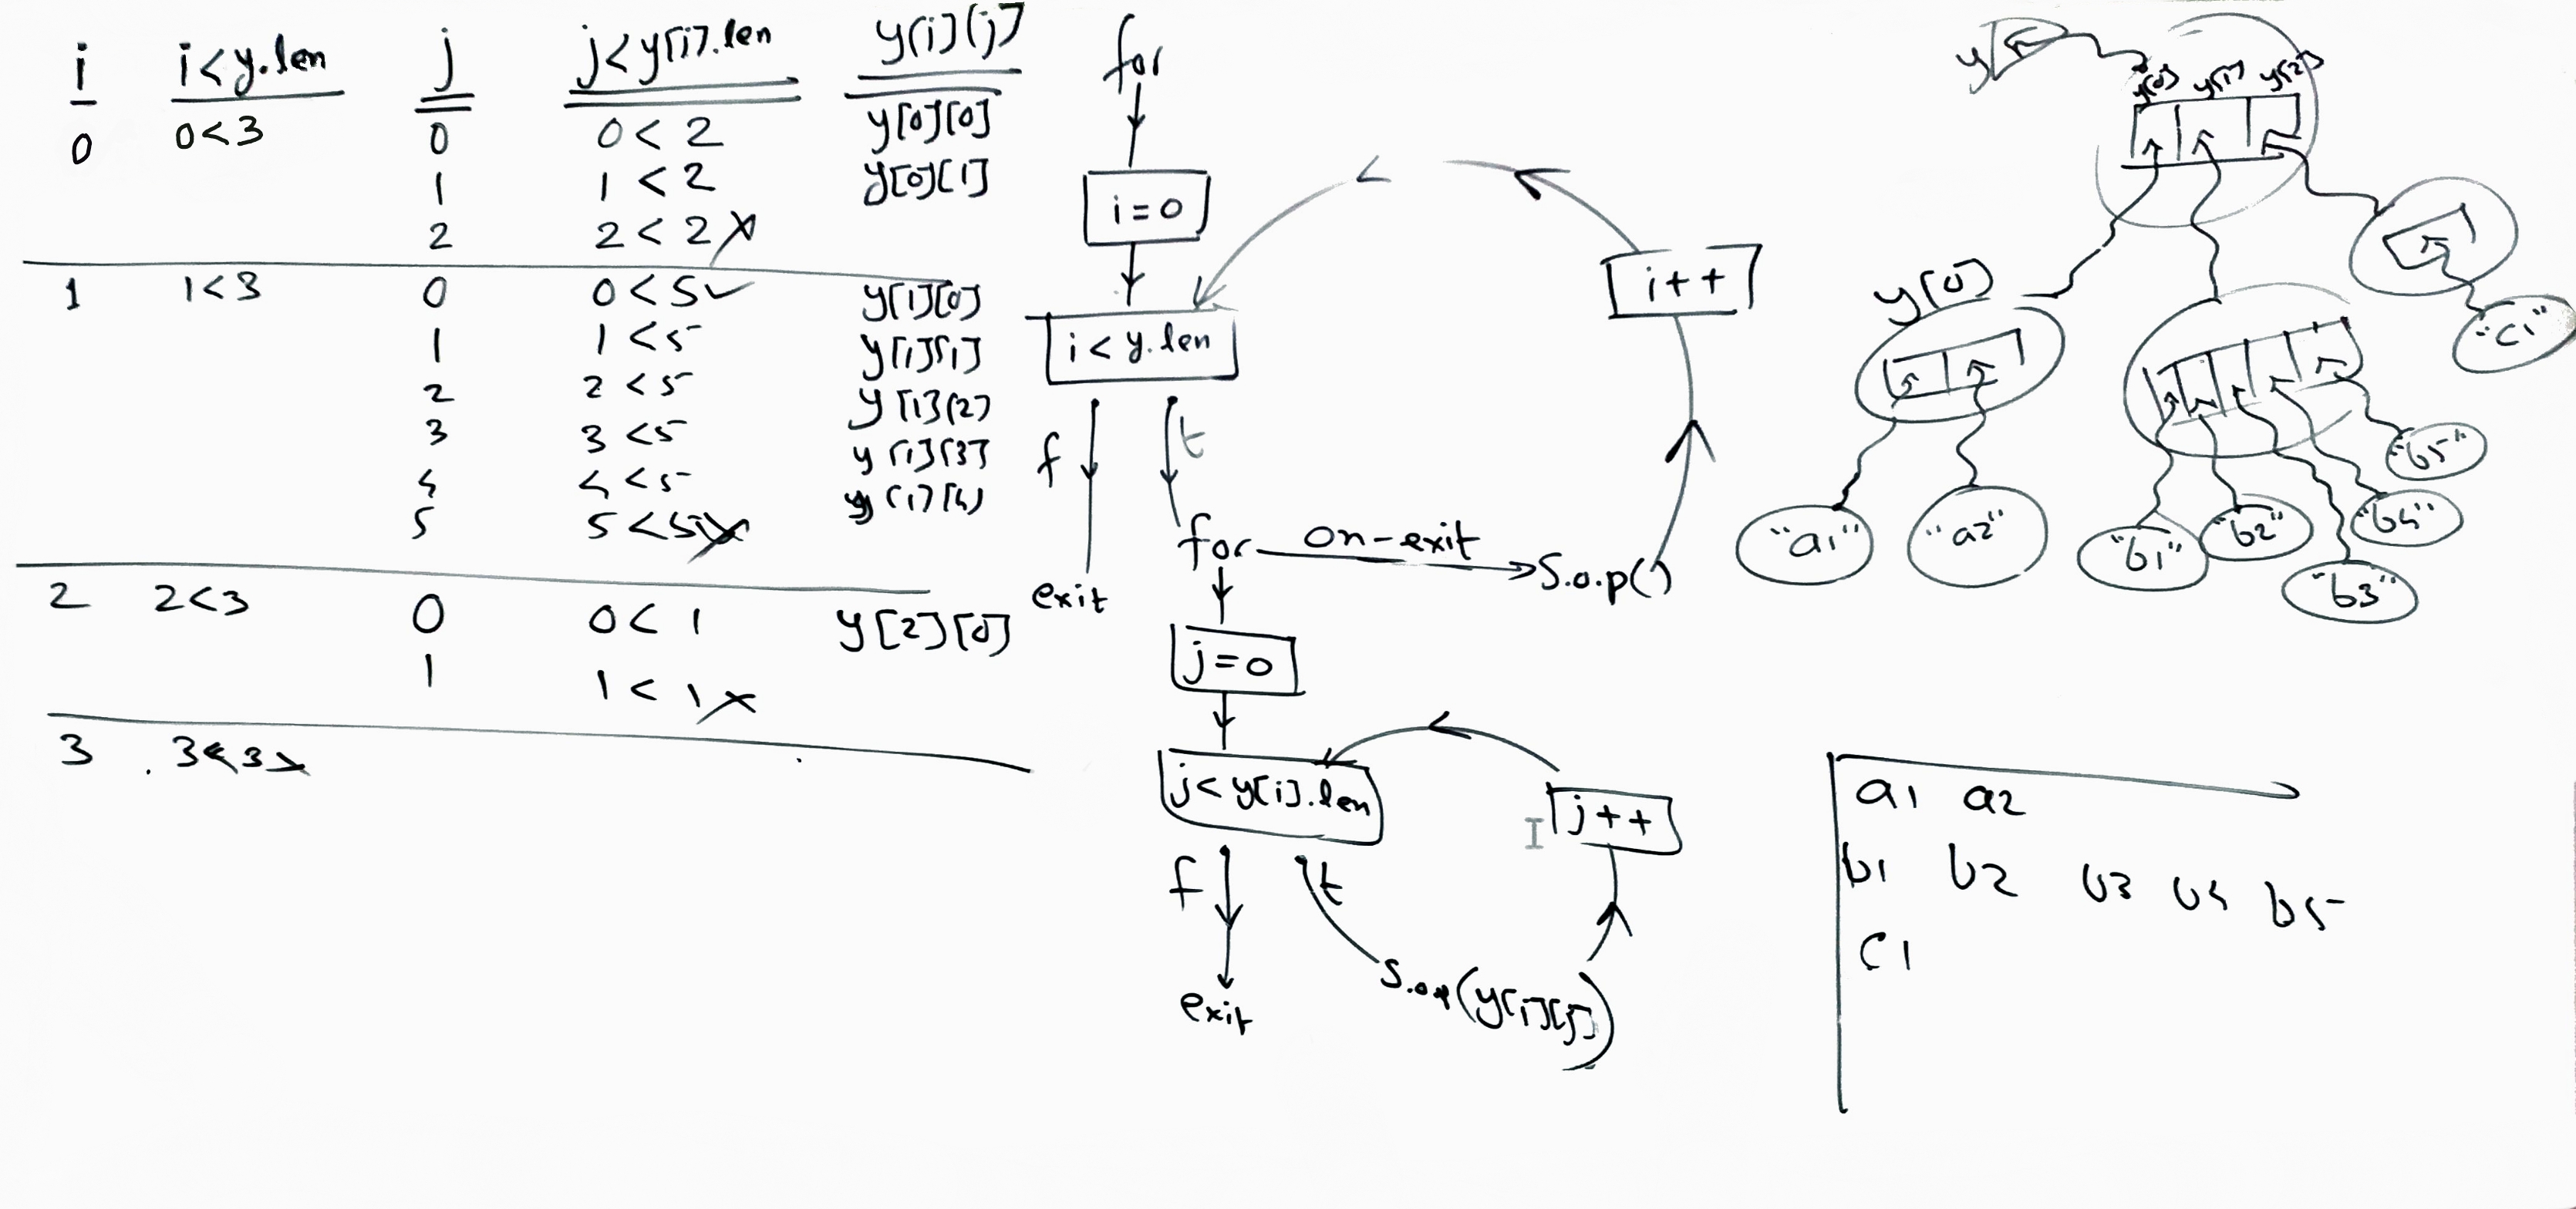 i i<y.len j j<y[i].len y[i][j]
0 0<3 0 0<2 y[0][0]
1 1<2 y[0][1]
2 2<2
1 1<3 0 0<5 y[1][0]
1 1<5 y[1][1]
2 2<5 y[1][2]
3 3<5 y[1][3]
4 4<5 y[1][4]
5 5<5
2 2<3 0 0<1 y[2][0]
1 1<1
3 3<3
for
i=0
i<y.len
i++
f t
exit
for on-exit S.o.p()
j=0
j<y[i].len
j++
f t
exit
S.o.p(y[i][j])
y
y[0] y[1] y[2]
y[0]
"c1"
"a1" "a2"
"b1" "b2" "b3" "b4" "b5"
a1 a2
b1 b2 b3 b4 b5
c1